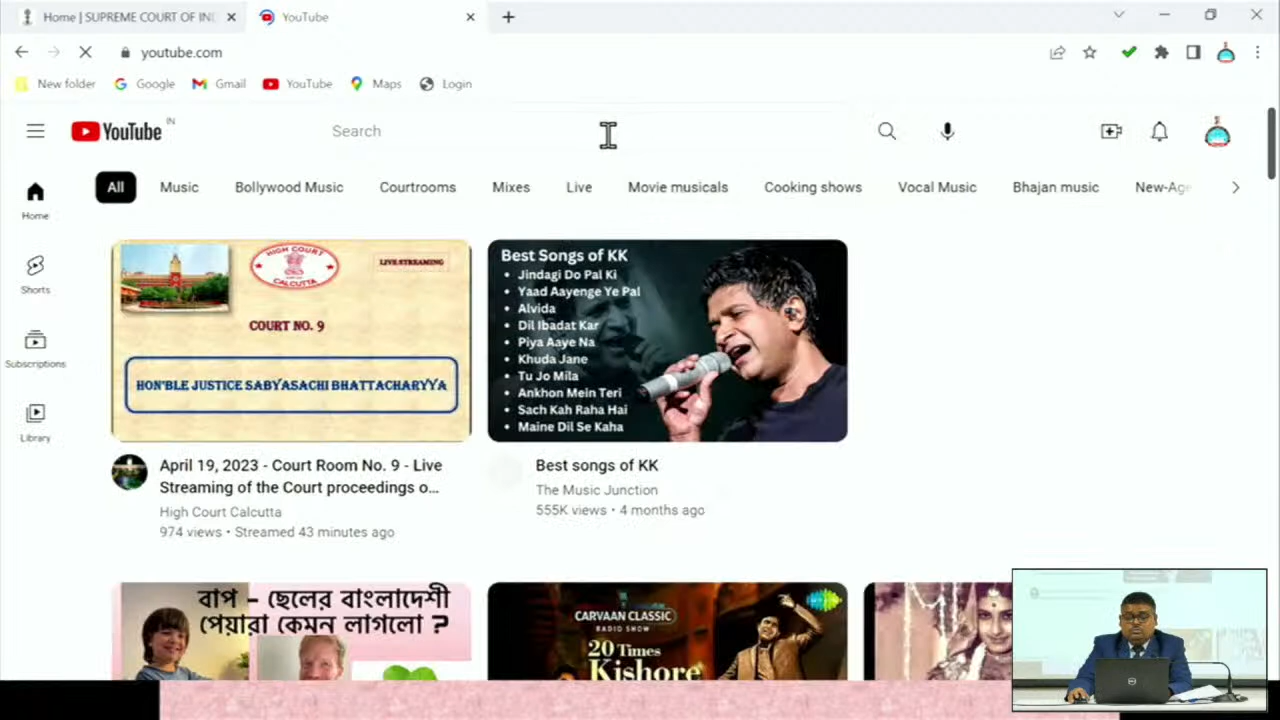 Home | SUPREME COURT OF IN
YouTube
youtube.com
New folder
Google
Gmail
YouTube
Maps
Login
YouTube IN
Search
All
Music
Bollywood Music
Courtrooms
Mixes
Live
Movie musicals
Cooking shows
Vocal Music
Bhajan music
New-Age
Home
Shorts
Subscriptions
Library
HIGH COURT
CALCUTTA
LIVE STREAMING
COURT NO. 9
HON'BLE JUSTICE SABYASACHI BHATTACHARYYA
April 19, 2023 - Court Room No. 9 - Live
Streaming of the Court proceedings o...
High Court Calcutta
974 views • Streamed 43 minutes ago
Best Songs of KK
• Jindagi Do Pal Ki
• Yaad Aayenge Ye Pal
• Alvida
• Dil Ibadat Kar
• Piya Aaye Na
• Khuda Jane
• Tu Jo Mila
• Ankhon Mein Teri
• Sach Kah Raha Hai
• Maine Dil Se Kaha
Best songs of KK
The Music Junction
555K views • 4 months ago
বাপ – ছেলের বাংলাদেশী
পেয়ারা কেমন লাগলো ?
CARVAAN CLASSIC
RADIO SHOW
20 Times
Kishore